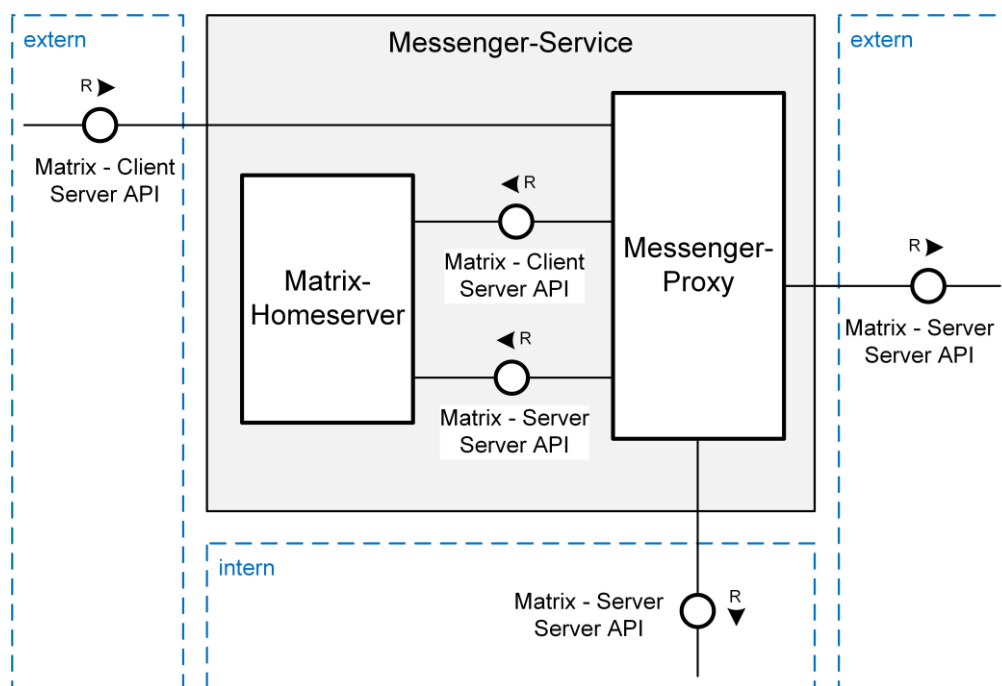 extern
Messenger-Service
extern
R
Matrix - Client
Server API
R
Matrix - Client
Server API
Matrix-
Homeserver
Messenger-
Proxy
R
Matrix - Server
Server API
R
Matrix - Server
Server API
intern
Matrix - Server
Server API
R